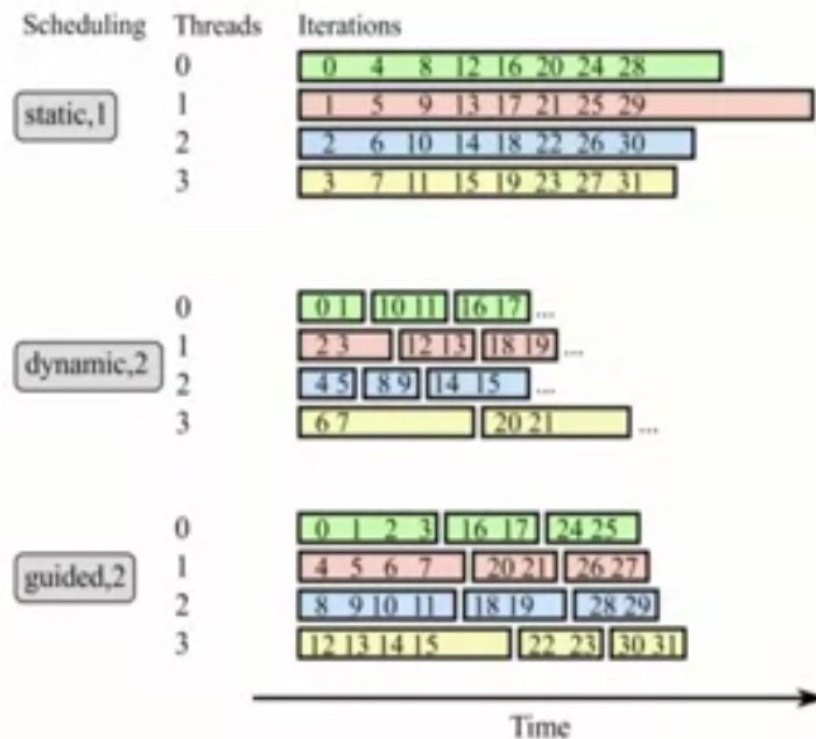 Scheduling Threads Iterations
0 0 4 8 12 16 20 24 28
static,1 1 1 5 9 13 17 21 25 29
2 2 6 10 14 18 22 26 30
3 3 7 11 15 19 23 27 31
0 0 1 10 11 16 17 ...
1 2 3 12 13 18 19 ...
dynamic,2 2 4 5 8 9 14 15 ...
3 6 7 20 21 ...
0 0 1 2 3 16 17 24 25
guided,2 1 4 5 6 7 20 21 26 27
2 8 9 10 11 18 19 28 29
3 12 13 14 15 22 23 30 31
Time